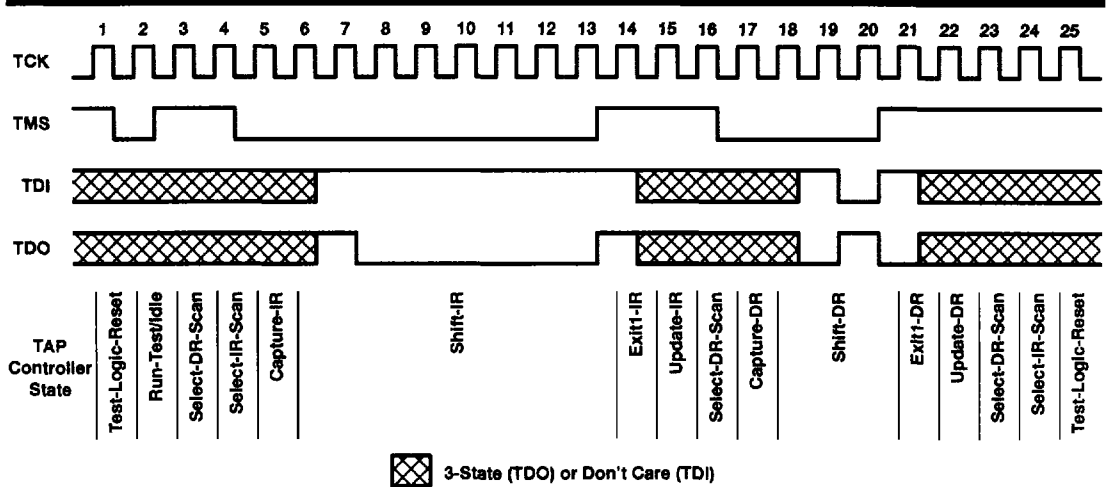 1 2 3 4 5 6 7 8 9 10 11 12 13 14 15 16 17 18 19 20 21 22 23 24 25
TCK
TMS
TDI
TDO
TAP
Controller
State
Test-Logic-Reset
Run-Test/Idle
Select-DR-Scan
Select-IR-Scan
Capture-IR
Shift-IR
Exit1-IR
Update-IR
Select-DR-Scan
Capture-DR
Shift-DR
Exit1-DR
Update-DR
Select-DR-Scan
Select-IR-Scan
Test-Logic-Reset
3-State (TDO) or Don't Care (TDI)